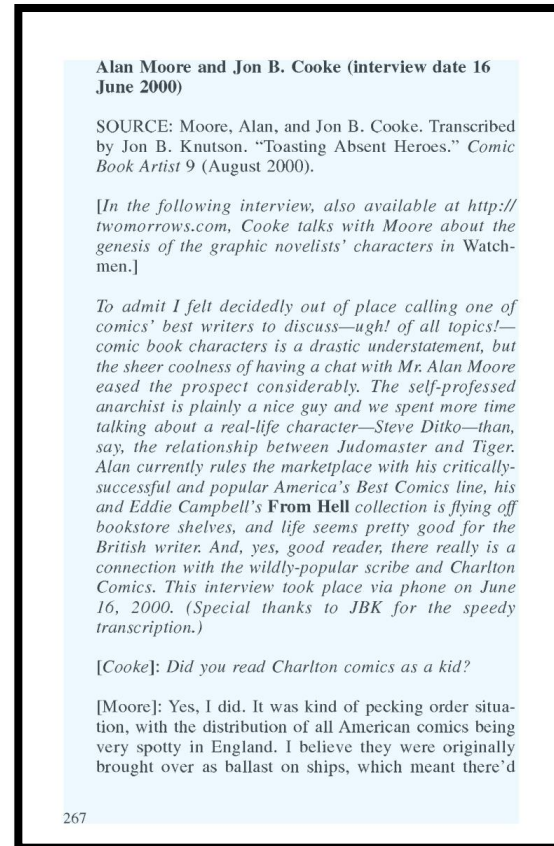 Alan Moore and Jon B. Cooke (interview date 16
June 2000)
SOURCE: Moore, Alan, and Jon B. Cooke. Transcribed
by Jon B. Knutson. “Toasting Absent Heroes.” Comic
Book Artist 9 (August 2000).
[In the following interview, also available at http://
twomorrows.com, Cooke talks with Moore about the
genesis of the graphic novelists’ characters in Watch-
men.]
To admit I felt decidedly out of place calling one of
comics’ best writers to discuss—ugh! of all topics!—
comic book characters is a drastic understatement, but
the sheer coolness of having a chat with Mr. Alan Moore
eased the prospect considerably. The self-professed
anarchist is plainly a nice guy and we spent more time
talking about a real-life character—Steve Ditko—than,
say, the relationship between Judomaster and Tiger.
Alan currently rules the marketplace with his critically-
successful and popular America’s Best Comics line, his
and Eddie Campbell’s From Hell collection is flying off
bookstore shelves, and life seems pretty good for the
British writer. And, yes, good reader, there really is a
connection with the wildly-popular scribe and Charlton
Comics. This interview took place via phone on June
16, 2000. (Special thanks to JBK for the speedy
transcription.)
[Cooke]: Did you read Charlton comics as a kid?
[Moore]: Yes, I did. It was kind of pecking order situa-
tion, with the distribution of all American comics being
very spotty in England. I believe they were originally
brought over as ballast on ships, which meant there’d
267